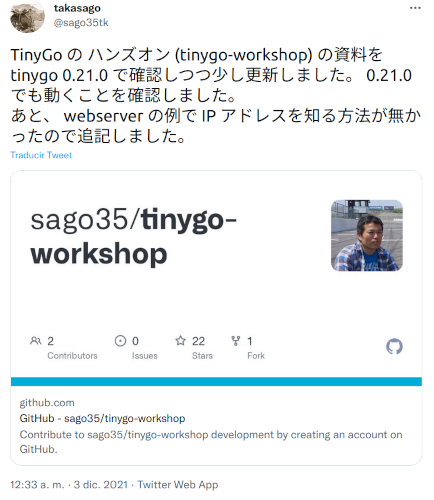 takasago
@sago35tk
TinyGo の ハンズオン (tinygo-workshop) の資料を
tinygo 0.21.0 で確認しつつ少し更新しました。 0.21.0
でも動くことを確認しました。
あと、 webserver の例で IP アドレスを知る方法が無か
ったので追記しました。
Traducir Tweet
sago35/tinygo-
workshop
2
Contributors
0
Issues
22
Stars
1
Fork
github.com
GitHub - sago35/tinygo-workshop
Contribute to sago35/tinygo-workshop development by creating an account on
GitHub.
12:33 a. m. · 3 dic. 2021 · Twitter Web App